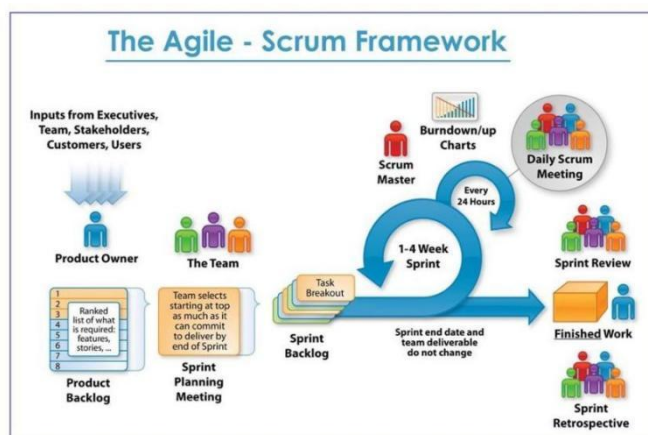 The Agile - Scrum Framework
Inputs from Executives,
Team, Stakeholders,
Customers, Users
Product Owner
The Team
1
2
3
4
5
6
7
8
Ranked
list of what
is required:
features,
stories, ...
Product
Backlog
Team selects
starting at top
as much as it
can commit
to deliver by
end of Sprint
Sprint
Planning
Meeting
Task
Breakout
Sprint
Backlog
Scrum
Master
Burndown/up
Charts
Every
24 Hours
1-4 Week
Sprint
Daily Scrum
Meeting
Sprint end date and
team deliverable
do not change
Sprint Review
Finished Work
Sprint
Retrospective